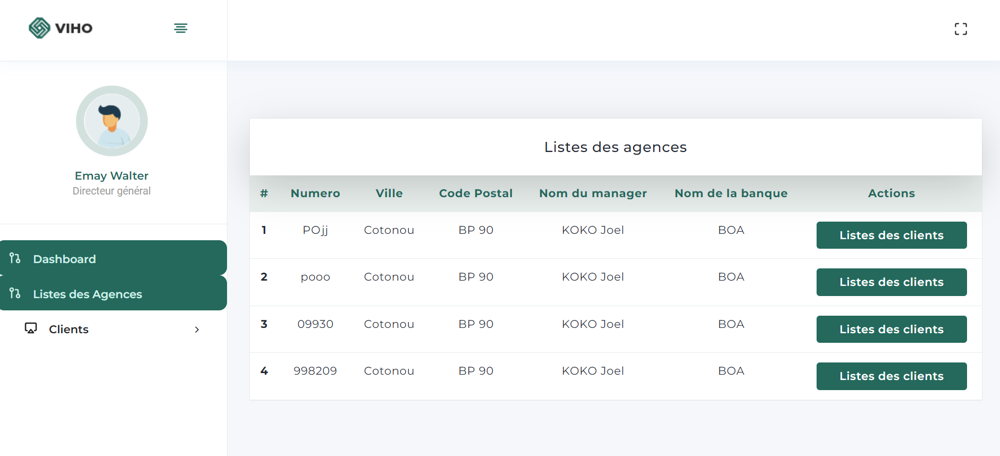 VIHO
Emay Walter
Directeur général
Dashboard
Listes des Agences
Clients
Listes des agences
# Numero Ville Code Postal Nom du manager Nom de la banque Actions
1 POjj Cotonou BP 90 KOKO Joel BOA Listes des clients
2 pooo Cotonou BP 90 KOKO Joel BOA Listes des clients
3 09930 Cotonou BP 90 KOKO Joel BOA Listes des clients
4 998209 Cotonou BP 90 KOKO Joel BOA Listes des clients